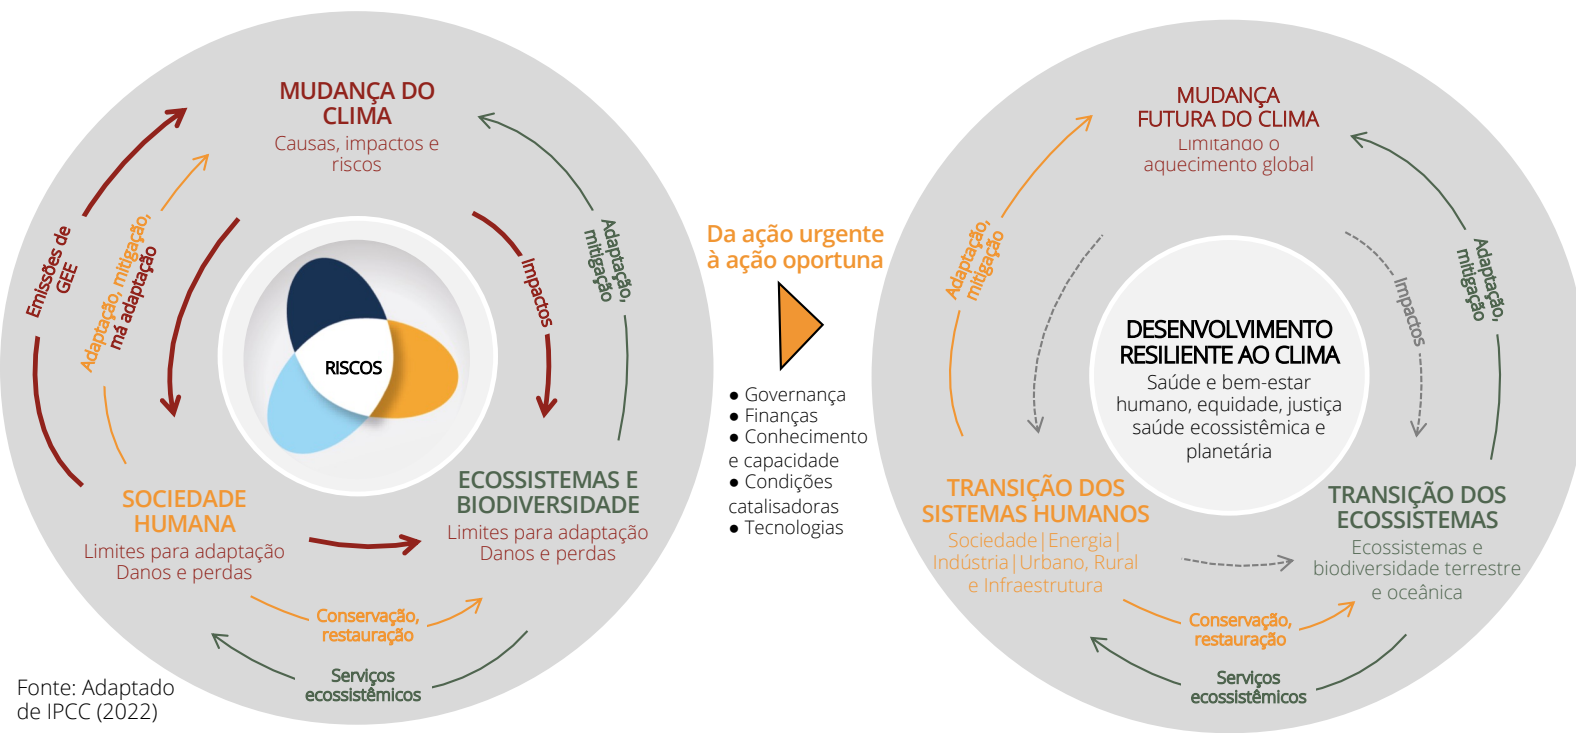 MUDANÇA DO
CLIMA
Causas, impactos e
riscos
Emissões de
GEE
Adaptação, mitigação,
má adaptação
Impactos
Adaptação,
mitigação
RISCOS
SOCIEDADE
HUMANA
Limites para adaptação
Danos e perdas
ECOSSISTEMAS E
BIODIVERSIDADE
Limites para adaptação
Danos e perdas
Conservação,
restauração
Serviços
ecossistêmicos
Fonte: Adaptado
de IPCC (2022)
Da ação urgente
à ação oportuna
● Governança
● Finanças
● Conhecimento
e capacidade
● Condições
catalisadoras
● Tecnologias
MUDANÇA
FUTURA DO CLIMA
Limitando o
aquecimento global
Adaptação,
mitigação
Impactos
Adaptação,
mitigação
DESENVOLVIMENTO
RESILIENTE AO CLIMA
Saúde e bem-estar
humano, equidade, justiça
saúde ecossistêmica e
planetária
TRANSIÇÃO DOS
SISTEMAS HUMANOS
Sociedade|Energia|
Indústria|Urbano, Rural
e Infraestrutura
TRANSIÇÃO DOS
ECOSSISTEMAS
Ecossistemas e
biodiversidade terrestre
e oceânica
Conservação,
restauração
Serviços
ecossistêmicos